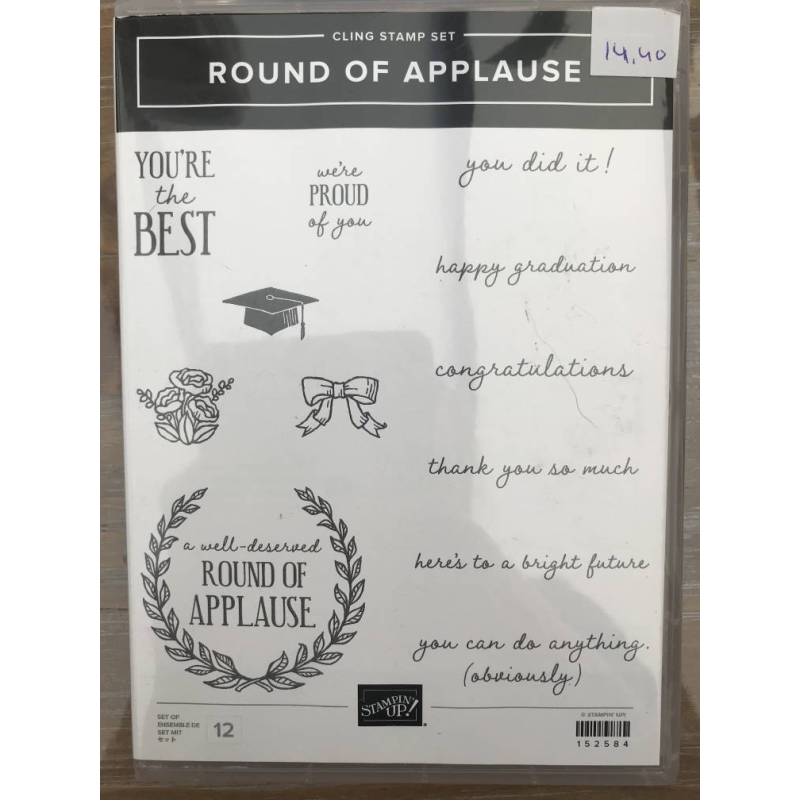 CLING STAMP SET
ROUND OF APPLAUSE
14,40
YOU'RE
the
BEST
we're
PROUD
of you
you did it!
happy graduation
congratulations
thank you so much
here's to a bright future
you can do anything.
(obviously.)
a well-deserved
ROUND OF
APPLAUSE
SET OF
ENSEMBLE DE
SET MIT
セット
12
STAMPIN'
UP!
© STAMPIN' UP!
152584